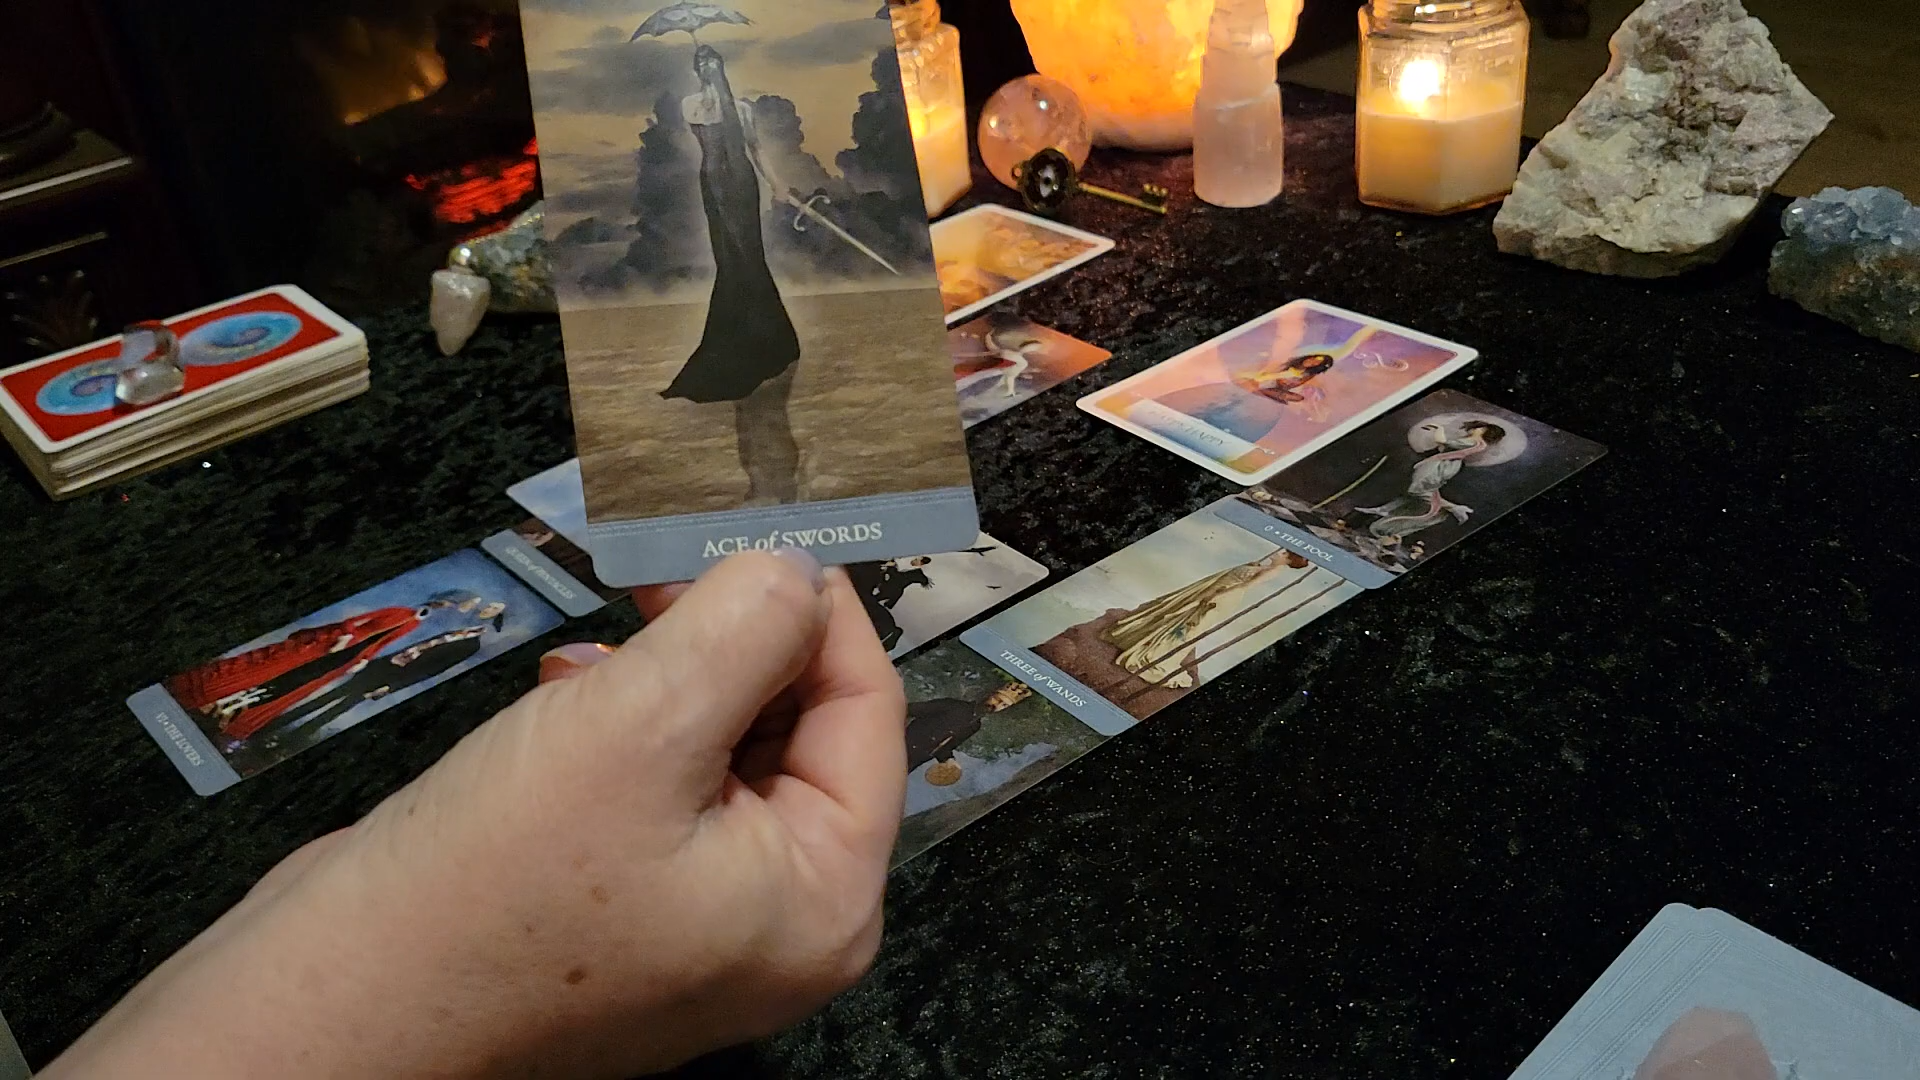 ACE of SWORDS
QUEEN of PENTACLES
VI • THE LOVERS
0 • THE FOOL
THREE of WANDS